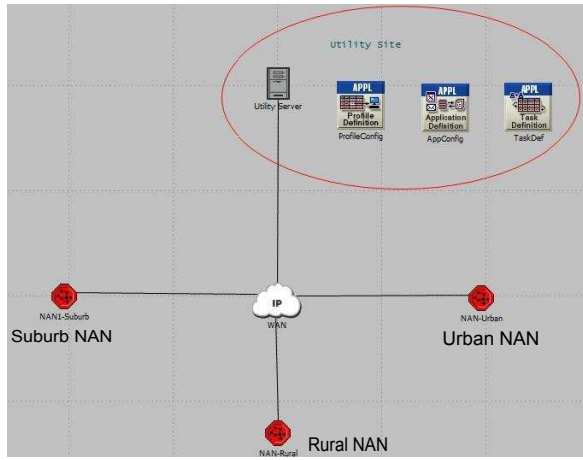 Utility Site
Utility Server
APPL
Profile
Definition
ProfileConfig
APPL
Application
Definition
AppConfig
APPL
Task
Definition
TaskDef
NAN1-Suburb
Suburb NAN
IP
WAN
NAN-Urban
Urban NAN
NAN-Rural
Rural NAN